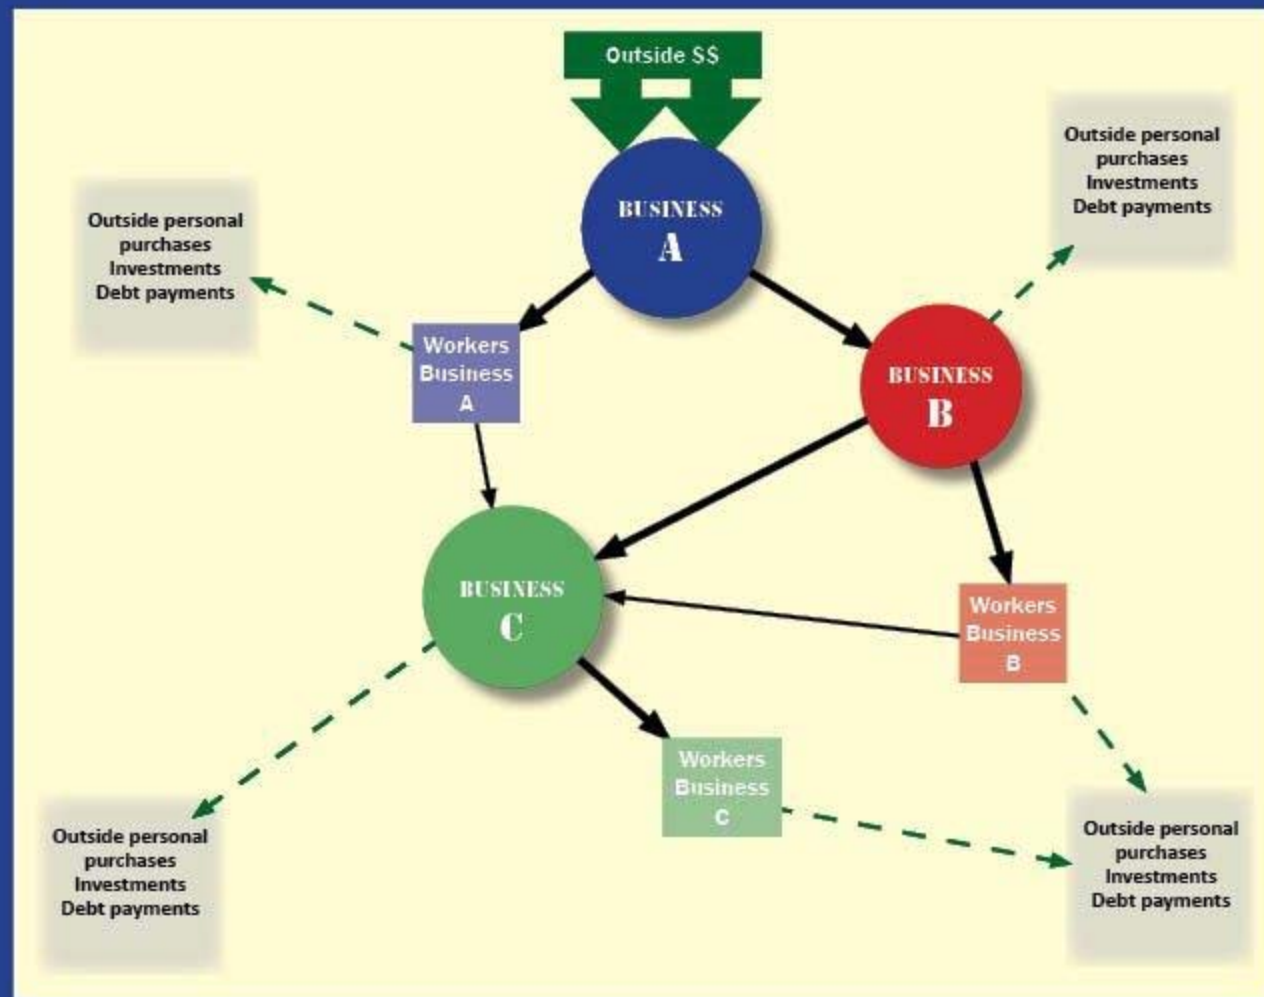 Outside $$
Outside personal
purchases
Investments
Debt payments
BUSINESS
A
Outside personal
purchases
Investments
Debt payments
Workers
Business
A
BUSINESS
B
BUSINESS
C
Workers
Business
B
Workers
Business
C
Outside personal
purchases
Investments
Debt payments
Outside personal
purchases
Investments
Debt payments